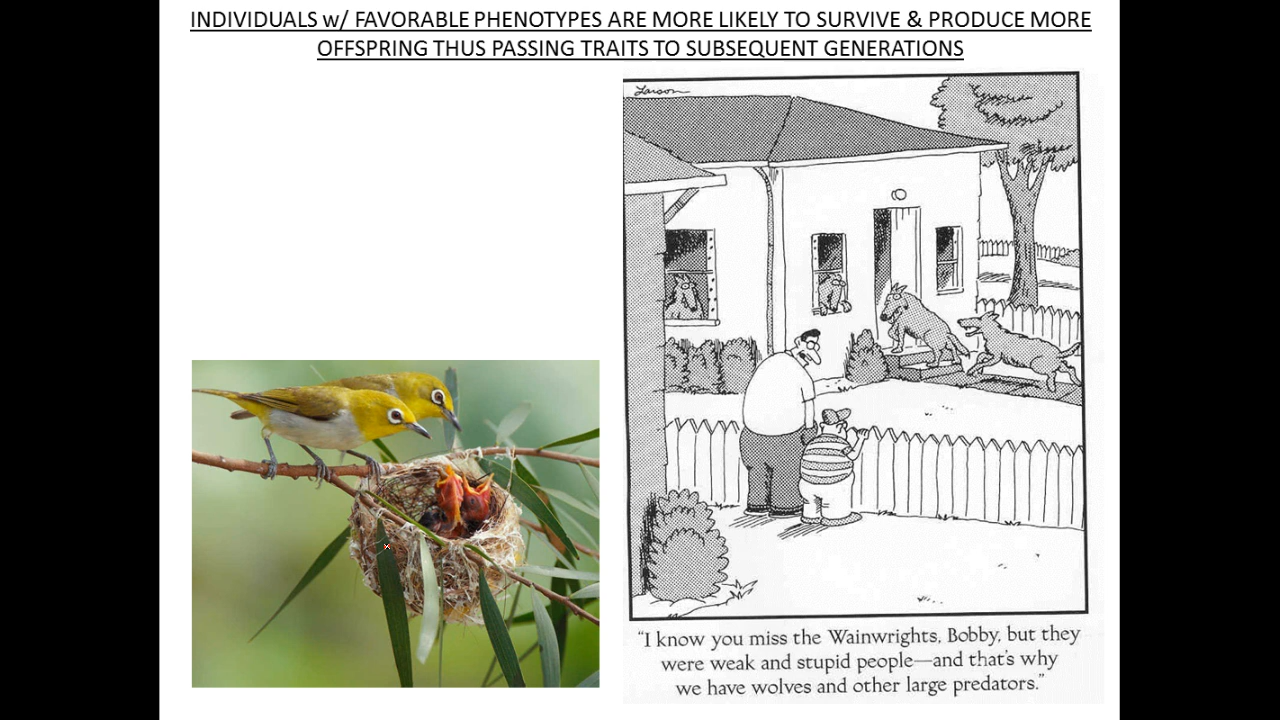 INDIVIDUALS w/ FAVORABLE PHENOTYPES ARE MORE LIKELY TO SURVIVE & PRODUCE MORE
OFFSPRING THUS PASSING TRAITS TO SUBSEQUENT GENERATIONS
Larson
“I know you miss the Wainwrights, Bobby, but they
were weak and stupid people—and that's why
we have wolves and other large predators.”